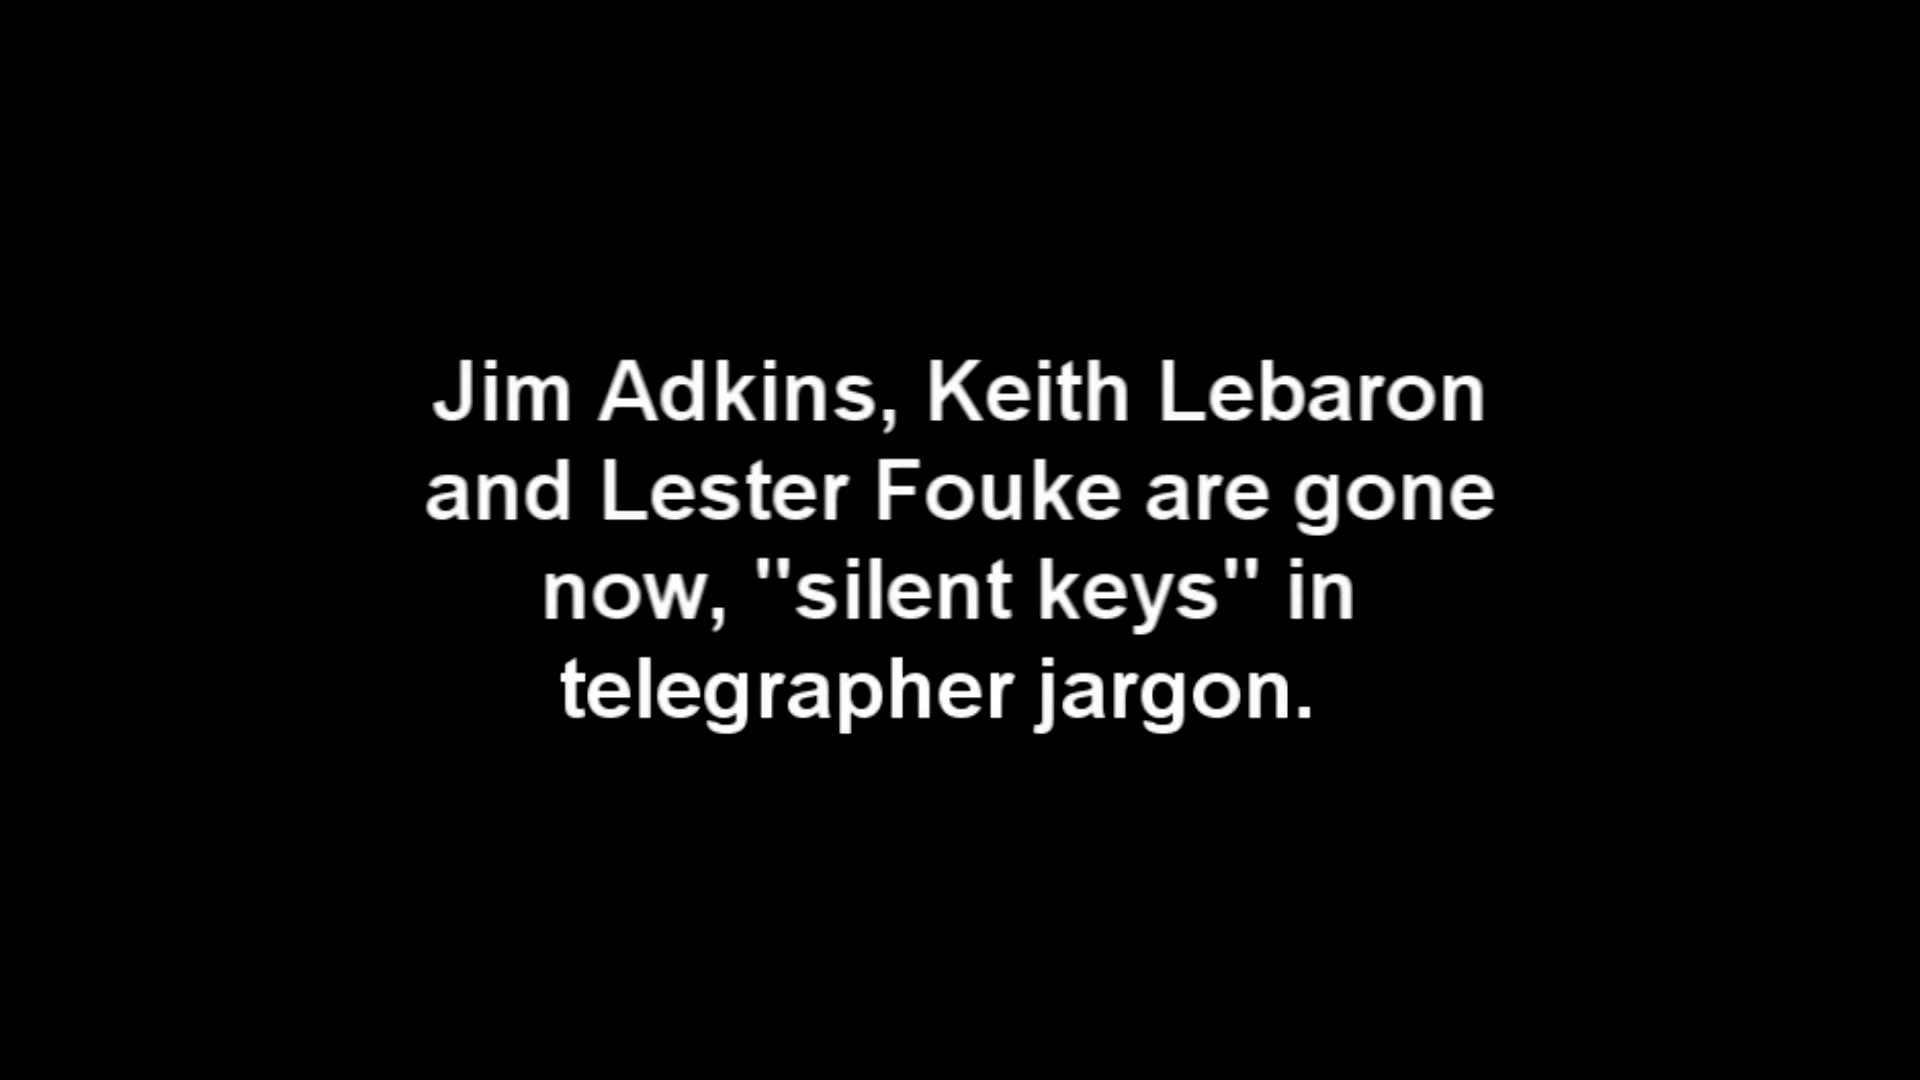 Jim Adkins, Keith Lebaron
and Lester Fouke are gone
now, "silent keys" in
telegrapher jargon.